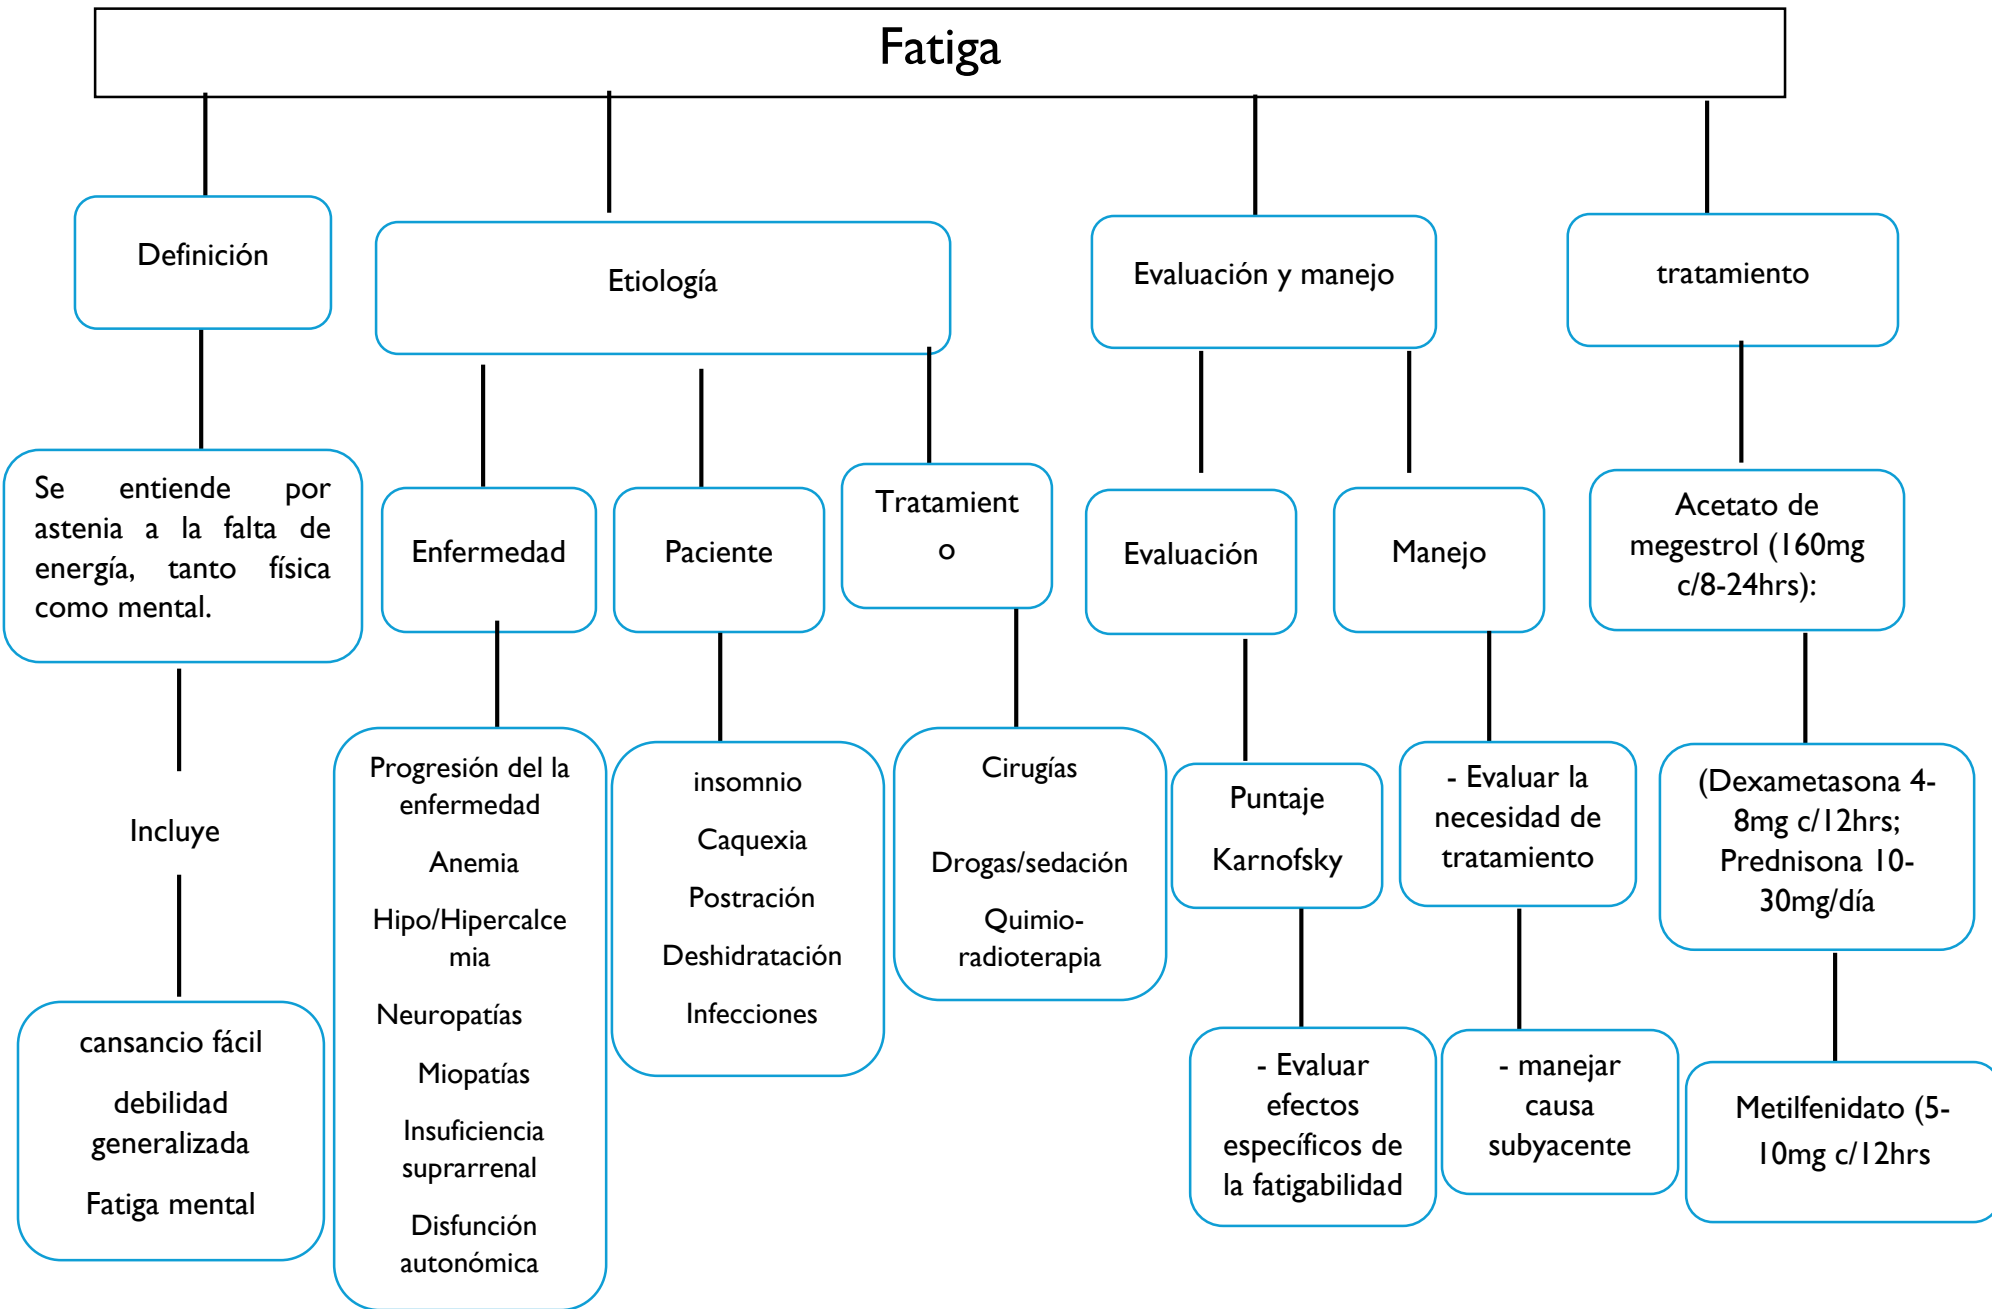 Fatiga
Definición
Etiología
Evaluación y manejo
tratamiento
Se entiende por
astenia a la falta de
energía, tanto física
como mental.
Incluye
cansancio fácil
debilidad
generalizada
Fatiga mental
Enfermedad
Progresión del la
enfermedad
Anemia
Hipo/Hipercalce
mia
Neuropatías
Miopatías
Insuficiencia
suprarrenal
Disfunción
autonómica
Paciente
insomnio
Caquexia
Postración
Deshidratación
Infecciones
Tratamient
o
Cirugías
Drogas/sedación
Quimio-
radioterapia
Evaluación
Puntaje
Karnofsky
- Evaluar
efectos
específicos de
la fatigabilidad
Manejo
- Evaluar la
necesidad de
tratamiento
- manejar
causa
subyacente
Acetato de
megestrol (160mg
c/8-24hrs):
(Dexametasona 4-
8mg c/12hrs;
Prednisona 10-
30mg/día
Metilfenidato (5-
10mg c/12hrs